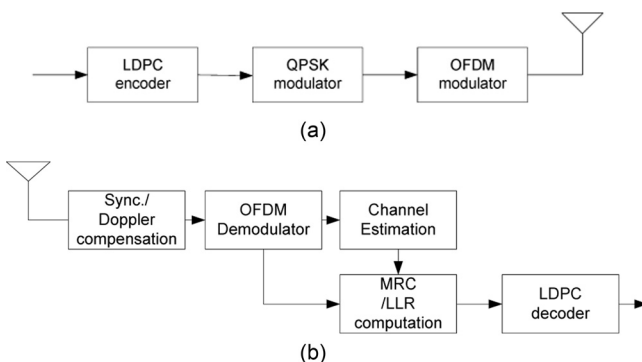 LDPC
encoder
QPSK
modulator
OFDM
modulator
(a)
Sync./
Doppler
compensation
OFDM
Demodulator
Channel
Estimation
MRC
/LLR
computation
LDPC
decoder
(b)